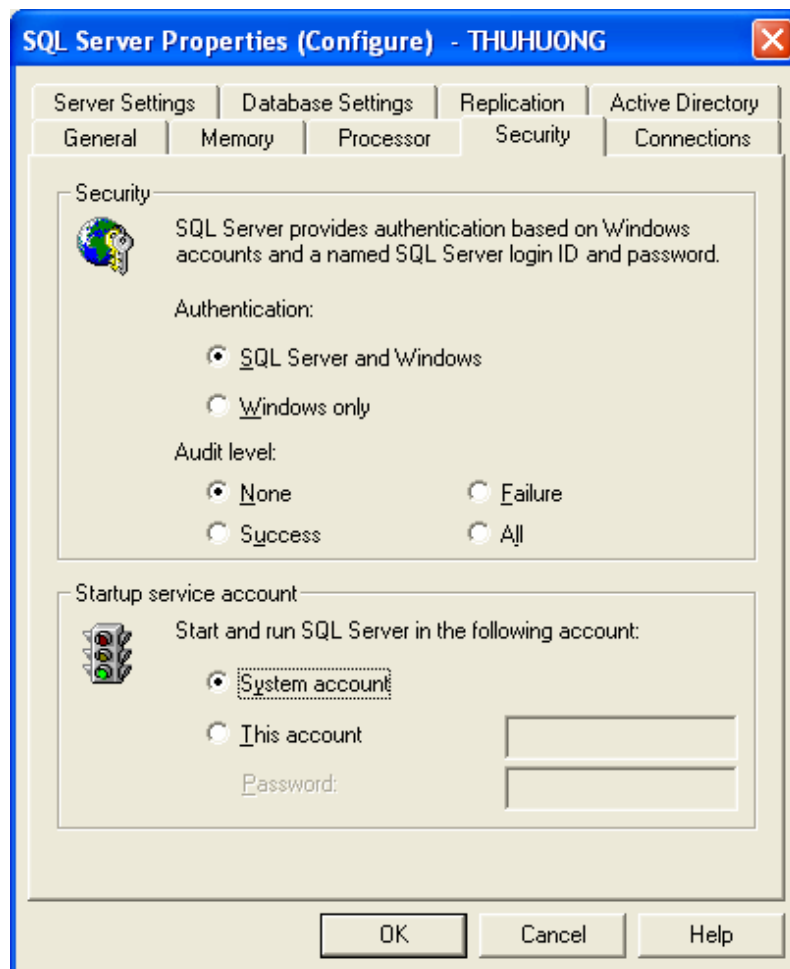 SQL Server Properties (Configure) - THUHUONG
Server Settings
Database Settings
Replication
Active Directory
General
Memory
Processor
Security
Connections
Security
SQL Server provides authentication based on Windows
accounts and a named SQL Server login ID and password.
Authentication:
SQL Server and Windows
Windows only
Audit level:
None
Failure
Success
All
Startup service account
Start and run SQL Server in the following account:
System account
This account
Password:
OK
Cancel
Help